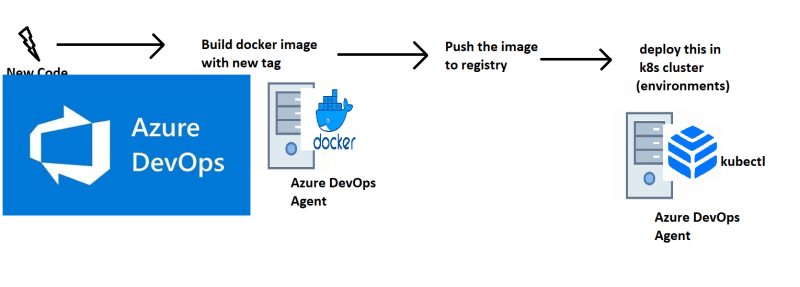 New Code
Build docker image
with new tag
Push the image
to registry
deploy this in
k8s cluster
(environments)
Azure
DevOps
docker
Azure DevOps
Agent
kubectl
Azure DevOps
Agent